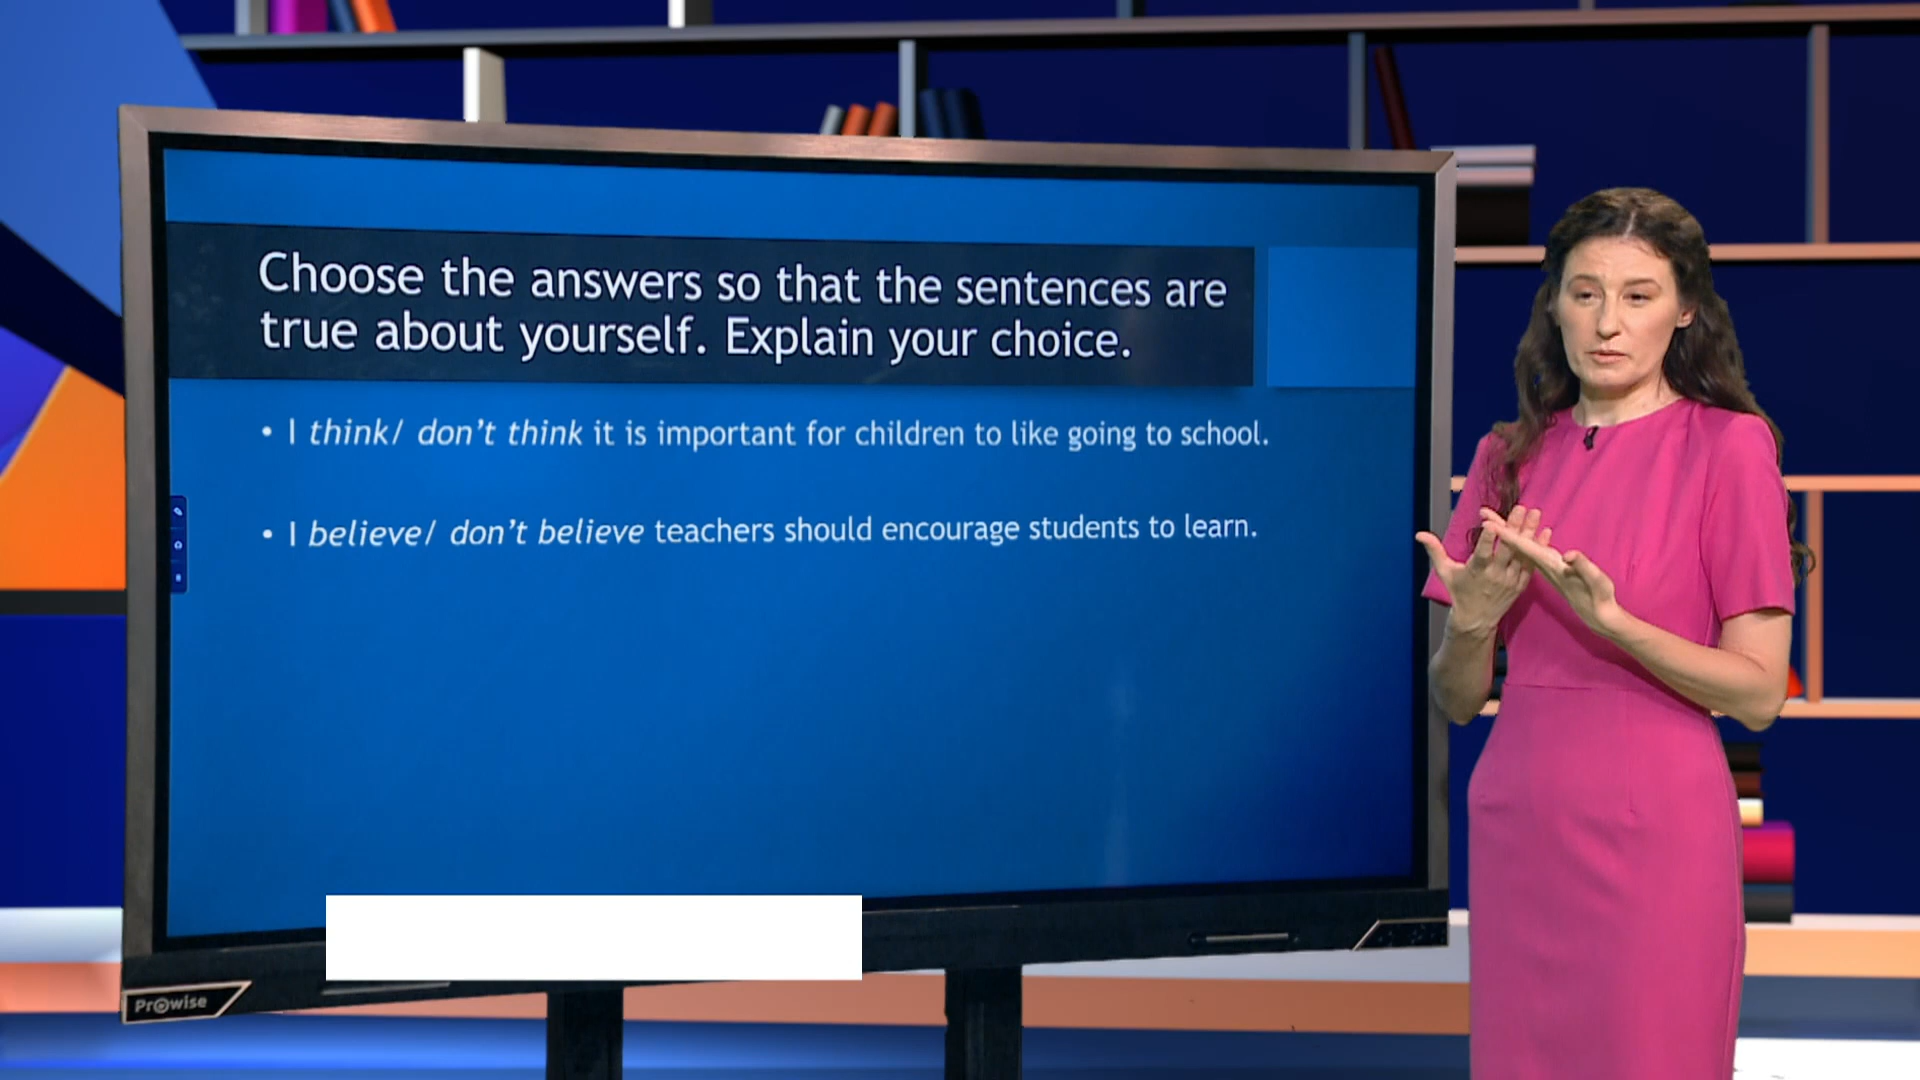 Choose the answers so that the sentences are
true about yourself. Explain your choice.
• I think/ don't think it is important for children to like going to school.
• I believe/ don't believe teachers should encourage students to learn.
Prowise